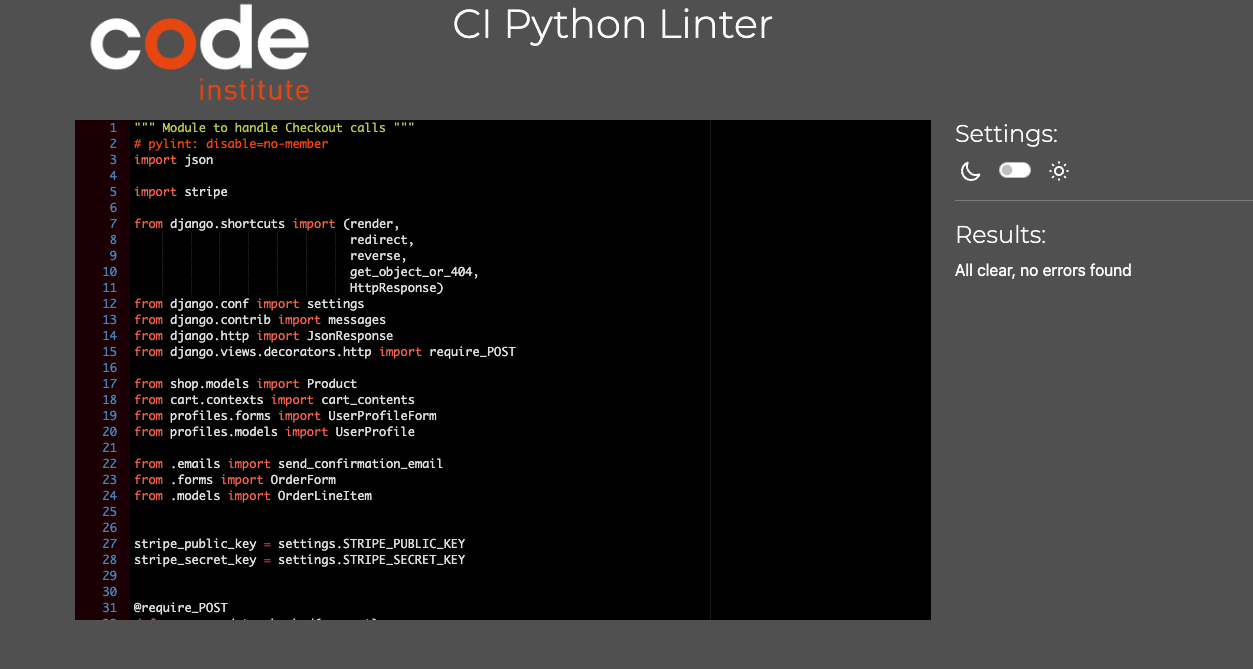 code
institute
CI Python Linter
1 """ Module to handle Checkout calls """
2 # pylint: disable=no-member
3 import json
4
5 import stripe
6
7 from django.shortcuts import (render,
8 redirect,
9 reverse,
10 get_object_or_404,
11 HttpResponse)
12 from django.conf import settings
13 from django.contrib import messages
14 from django.http import JsonResponse
15 from django.views.decorators.http import require_POST
16
17 from shop.models import Product
18 from cart.contexts import cart_contents
19 from profiles.forms import UserProfileForm
20 from profiles.models import UserProfile
21
22 from .emails import send_confirmation_email
23 from .forms import OrderForm
24 from .models import OrderLineItem
25
26
27 stripe_public_key = settings.STRIPE_PUBLIC_KEY
28 stripe_secret_key = settings.STRIPE_SECRET_KEY
29
30
31 @require_POST
Settings:
Results:
All clear, no errors found